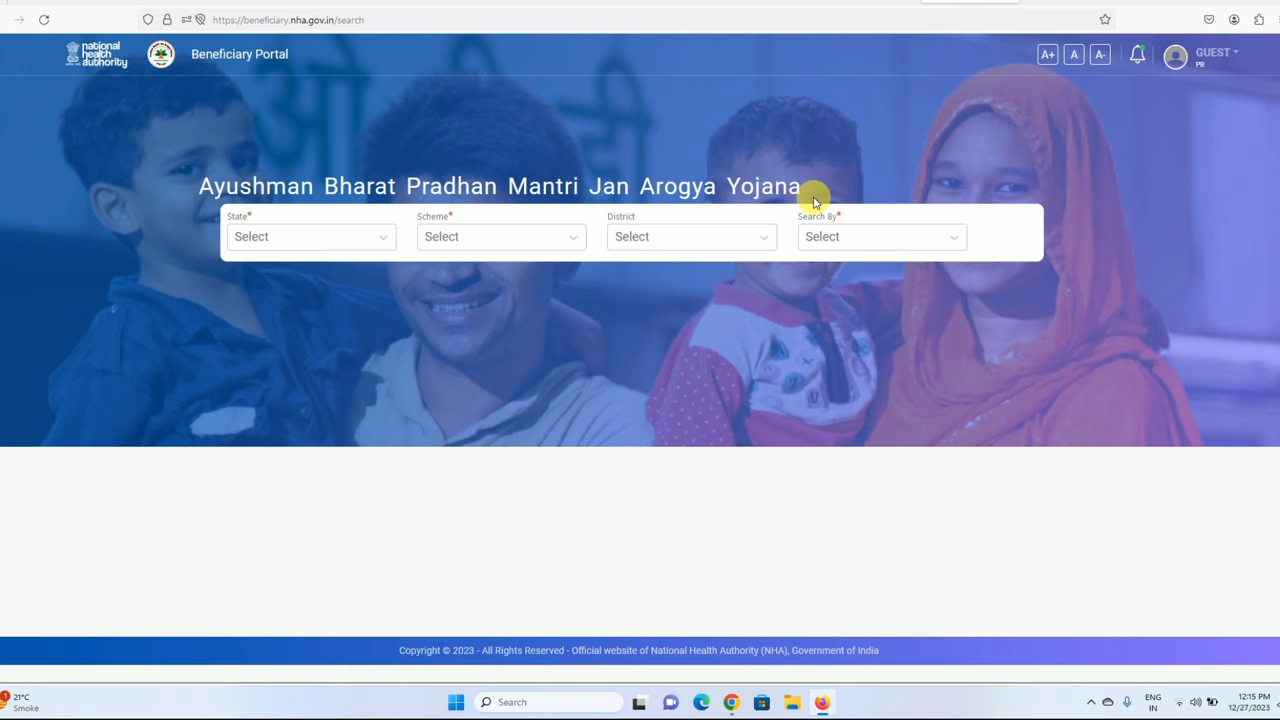 https://beneficiary.nha.gov.in/search
national
health
authority
Beneficiary Portal
A+ A A-
GUEST
PB
Ayushman Bharat Pradhan Mantri Jan Arogya Yojana
State* Scheme* District Search By*
Select Select Select Select
Copyright © 2023 - All Rights Reserved - Official website of National Health Authority (NHA), Government of India
21°C
Smoke
Search
ENG
IN
12:15 PM
12/27/2023